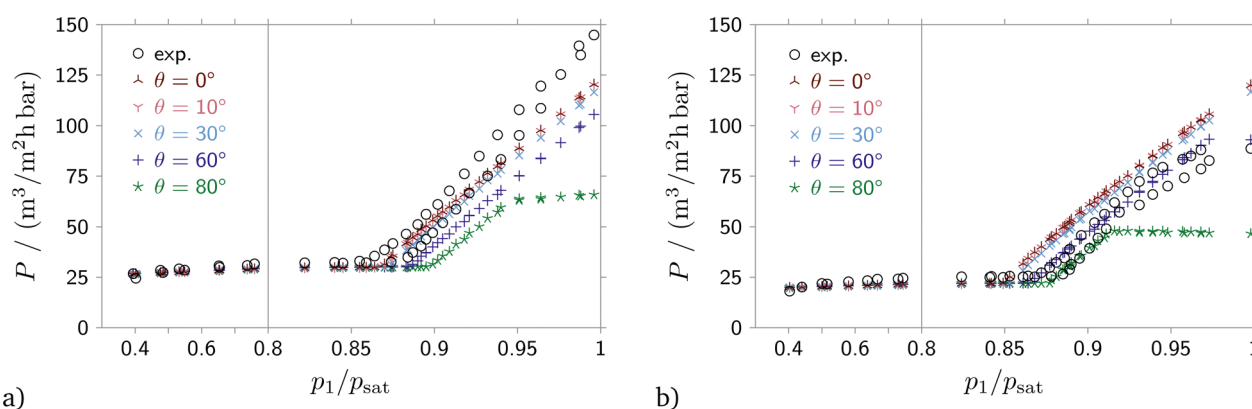 150
125
100
75
50
25
0
P / (m³/m²h bar)
exp.
θ = 0°
θ = 10°
θ = 30°
θ = 60°
θ = 80°
0.4 0.6 0.8 0.85 0.9 0.95 1
p₁/psat
a)
150
125
100
75
50
25
0
P / (m³/m²h bar)
exp.
θ = 0°
θ = 10°
θ = 30°
θ = 60°
θ = 80°
0.4 0.6 0.8 0.85 0.9 0.95 1
p₁/psat
b)